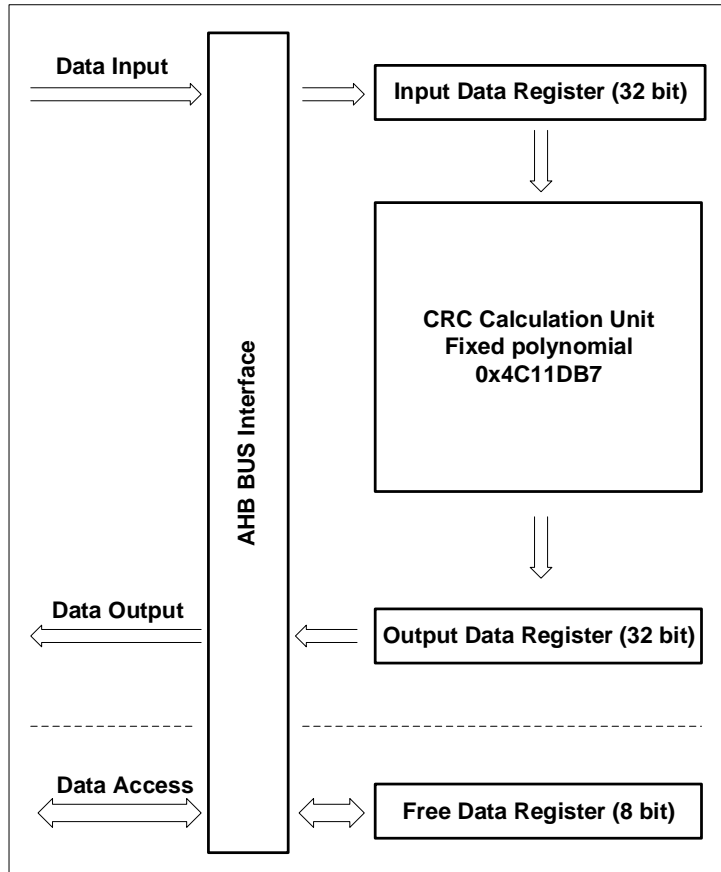 Data Input
Input Data Register (32 bit)
CRC Calculation Unit
Fixed polynomial
0x4C11DB7
AHB BUS Interface
Data Output
Output Data Register (32 bit)
Data Access
Free Data Register (8 bit)